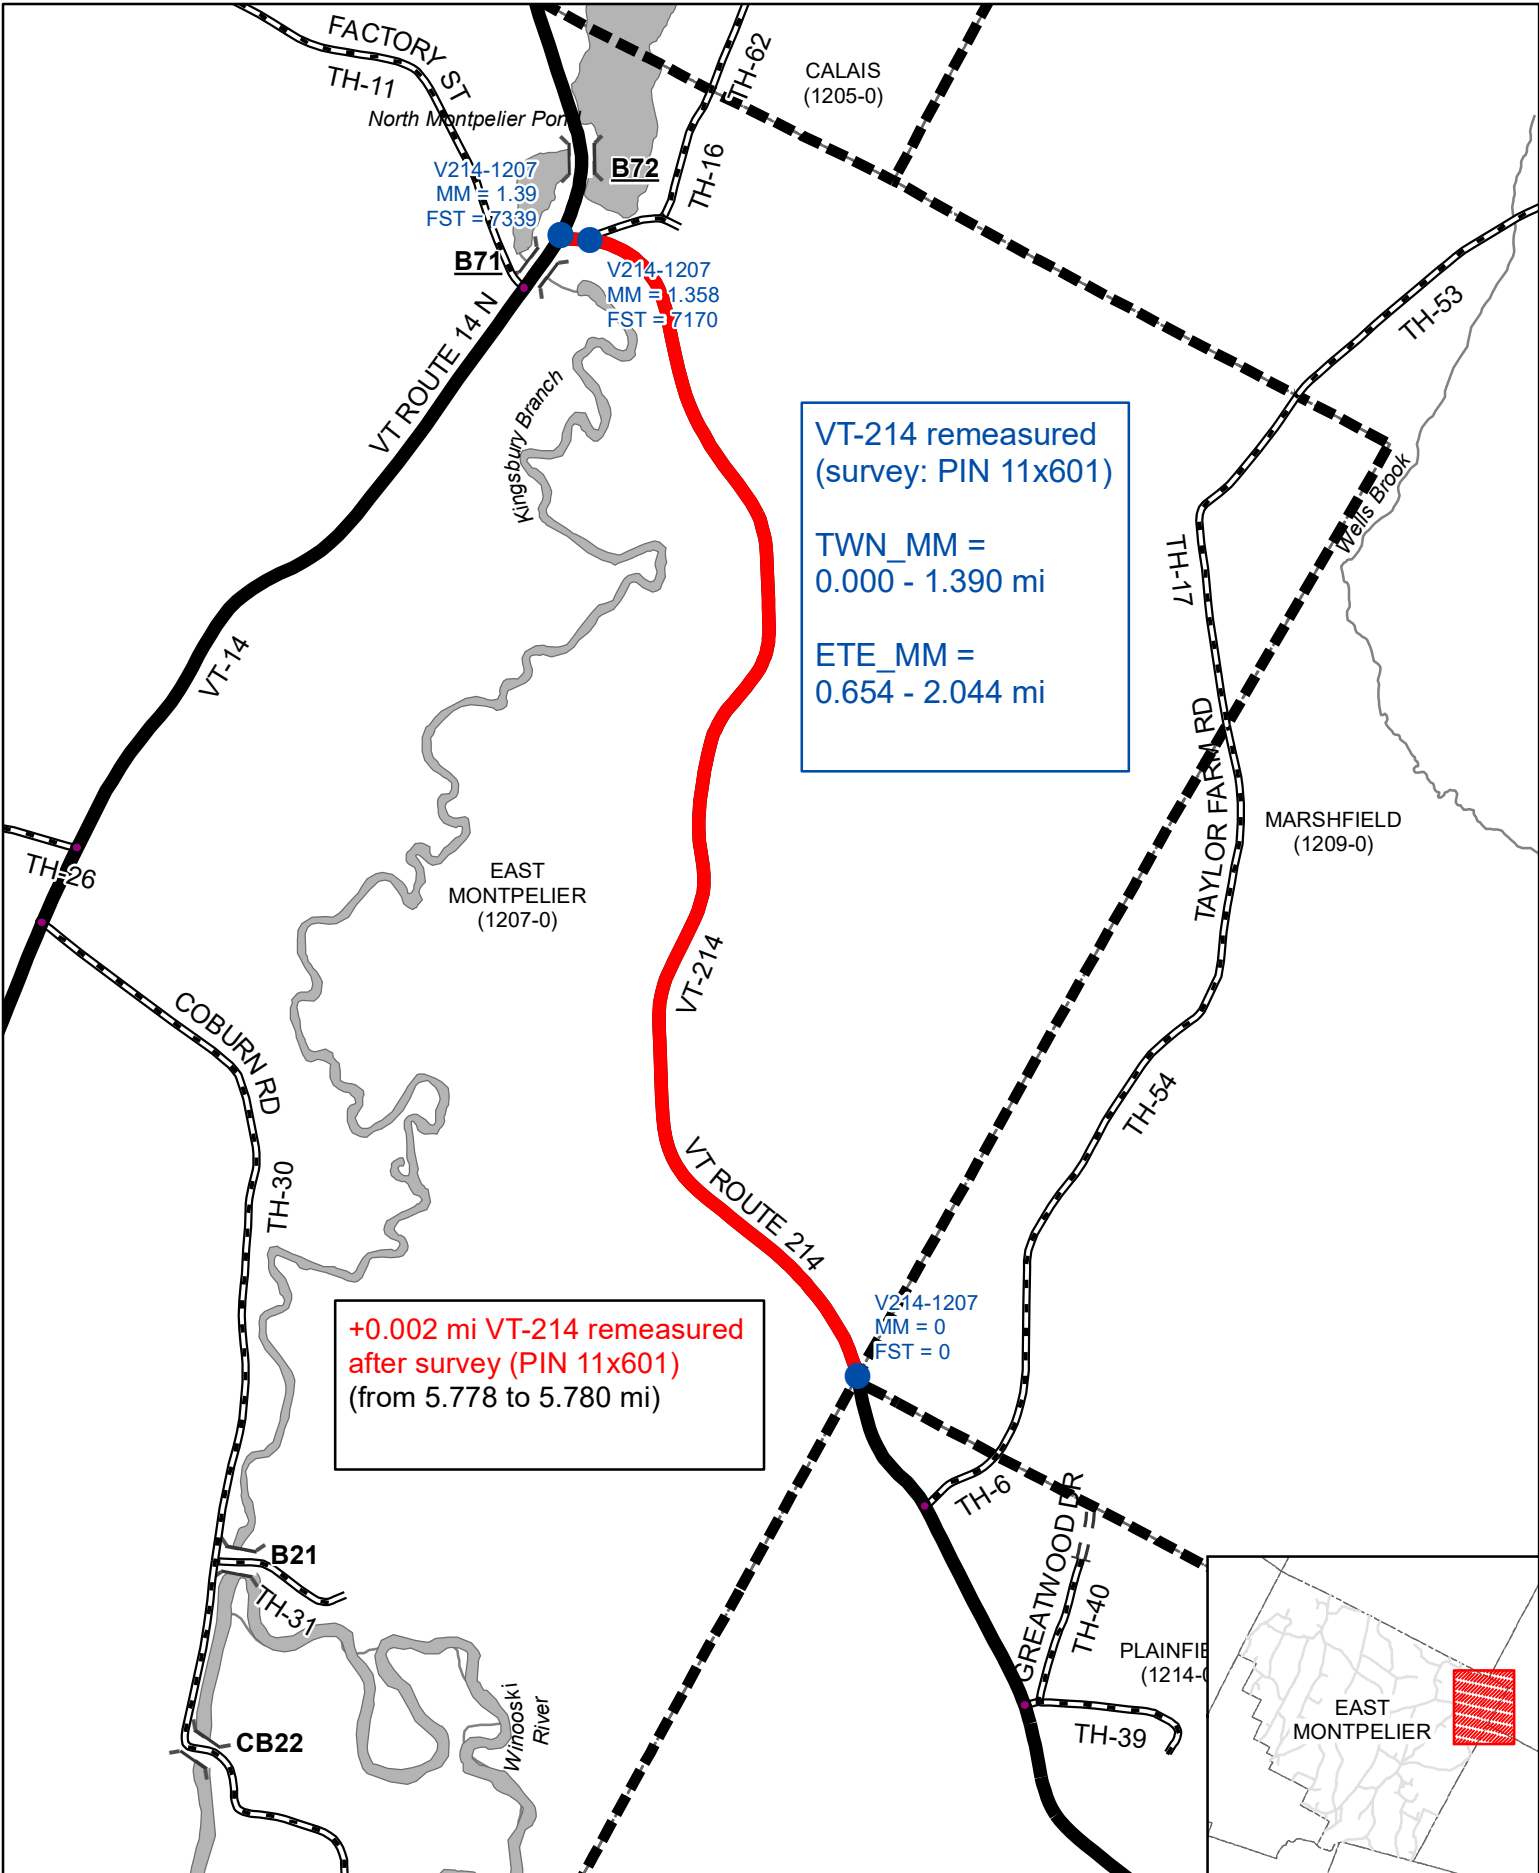 FACTORY ST
TH-11
TH-62
CALAIS
(1205-0)
North Montpelier Pond
B72
TH-16
V214-1207
MM = 1.39
FST = 7339
B71
V214-1207
MM = 1.358
FST = 7170
VT ROUTE 14 N
Kingsbury Branch
TH-53
VT-214 remeasured
(survey: PIN 11x601)
TWN_MM =
0.000 - 1.390 mi
ETE_MM =
0.654 - 2.044 mi
Wells Brook
TH-17
VT-14
TAYLOR FARM RD
MARSHFIELD
(1209-0)
TH-26
EAST
MONTPELIER
(1207-0)
VT-214
COBURN RD
TH-54
TH-30
VT ROUTE 214
V214-1207
MM = 0
FST = 0
+0.002 mi VT-214 remeasured
after survey (PIN 11x601)
(from 5.778 to 5.780 mi)
TH-6
GREATWOOD DR
B21
TH-31
TH-40
PLAINFIE
(1214-0
Winooski
River
CB22
TH-39
EAST
MONTPELIER